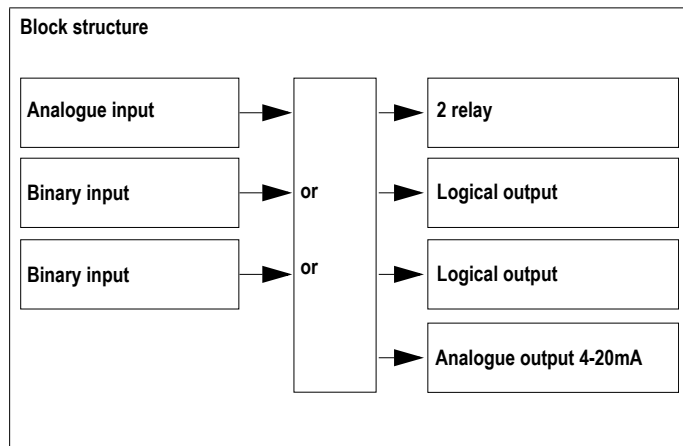 Block structure
Analogue input
2 relay
Binary input
or
Logical output
Binary input
or
Logical output
Analogue output 4-20mA